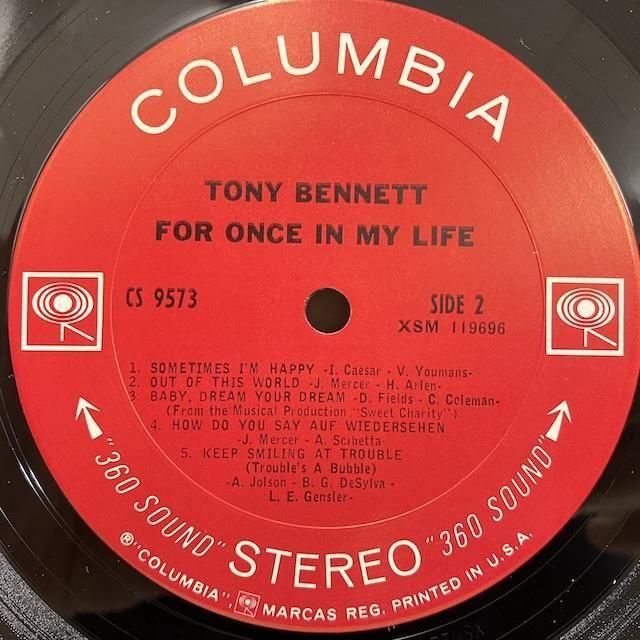 COLUMBIA
TONY BENNETT
FOR ONCE IN MY LIFE
CS 9573
SIDE 2
XSM 119696
1. SOMETIMES I'M HAPPY -I. Caesar - V. Youmans-
2. OUT OF THIS WORLD -J. Mercer - H. Arlen-
3. BABY, DREAM YOUR DREAM -D. Fields - C. Coleman-
(From the Musical Production "Sweet Charity")
4. HOW DO YOU SAY AUF WIEDERSEHEN
-J. Mercer - A. Scibetta-
5. KEEP SMILING AT TROUBLE
(Trouble's A Bubble)
-A. Jolson - B. G. DeSylva -
L. E. Gensler-
"360 SOUND" STEREO "360 SOUND"
® "COLUMBIA", MARCAS REG. PRINTED IN U.S.A.